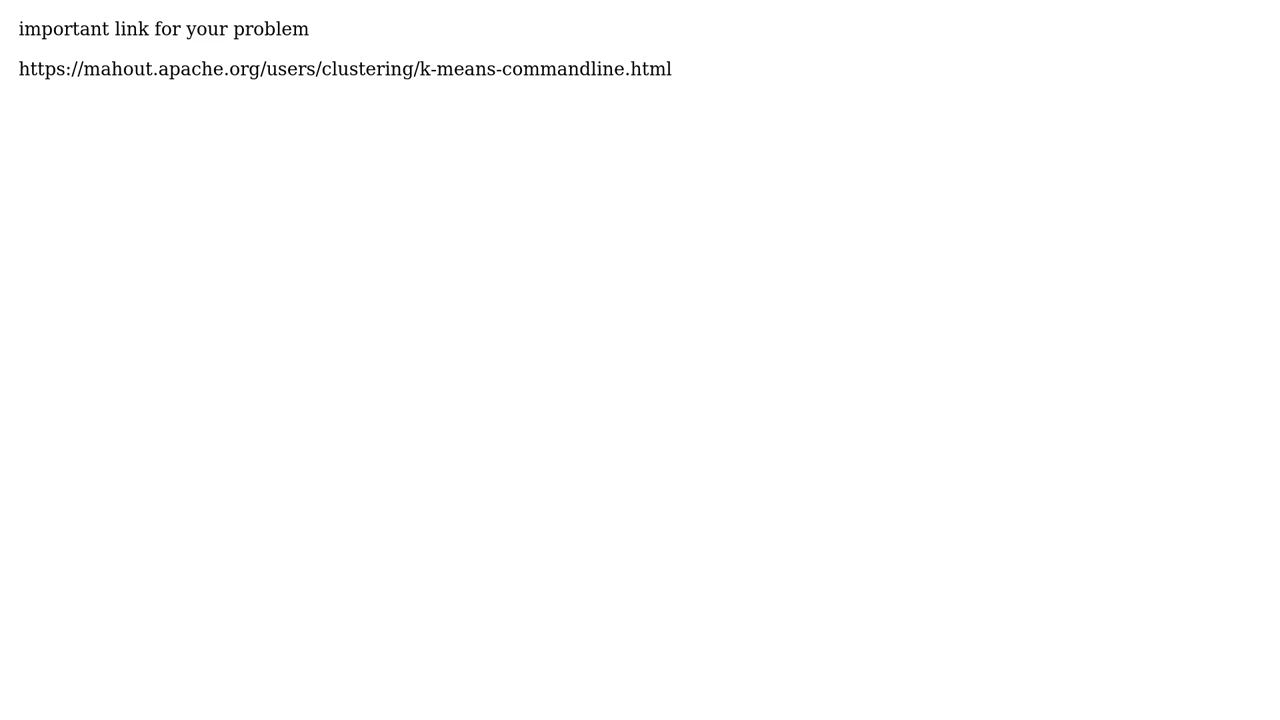 important link for your problem
https://mahout.apache.org/users/clustering/k-means-commandline.html